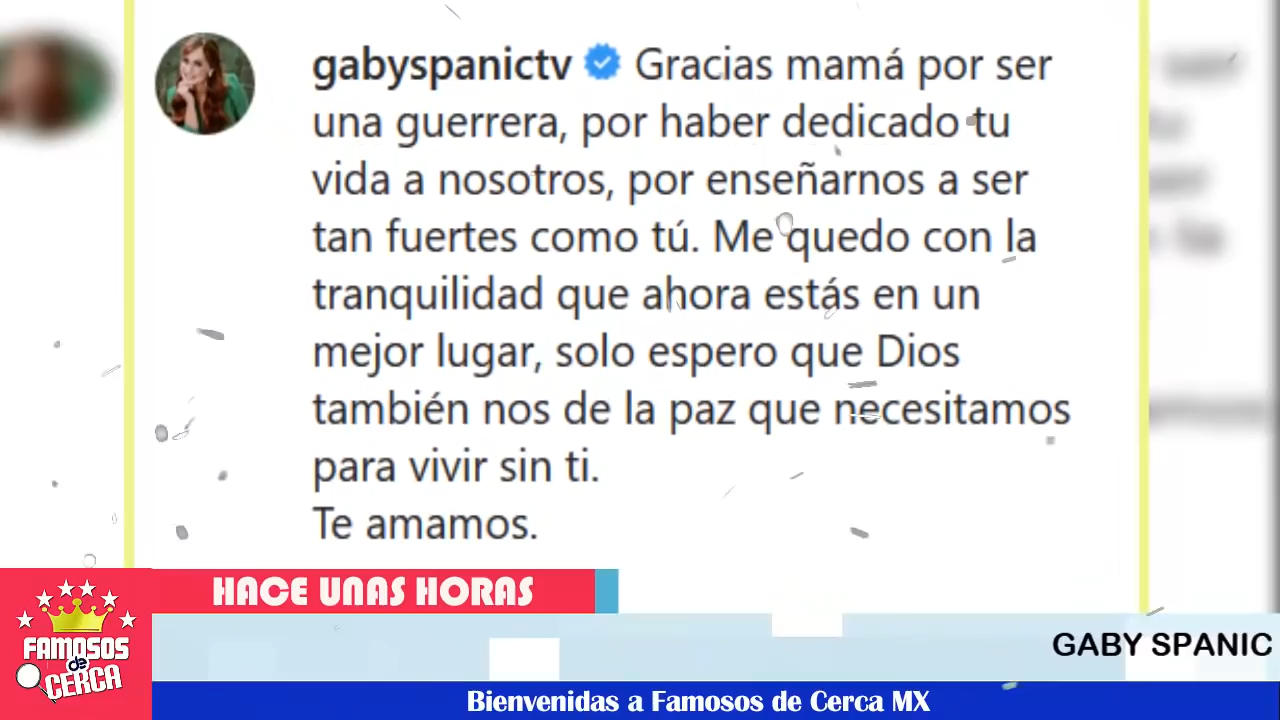 gabyspanictv Gracias mamá por ser
una guerrera, por haber dedicado tu
vida a nosotros, por enseñarnos a ser
tan fuertes como tú. Me quedo con la
tranquilidad que ahora estás en un
mejor lugar, solo espero que Dios
también nos de la paz que necesitamos
para vivir sin ti.
Te amamos.
HACE UNAS HORAS
FAMOSOS
de
CERCA
GABY SPANIC
Bienvenidas a Famosos de Cerca MX